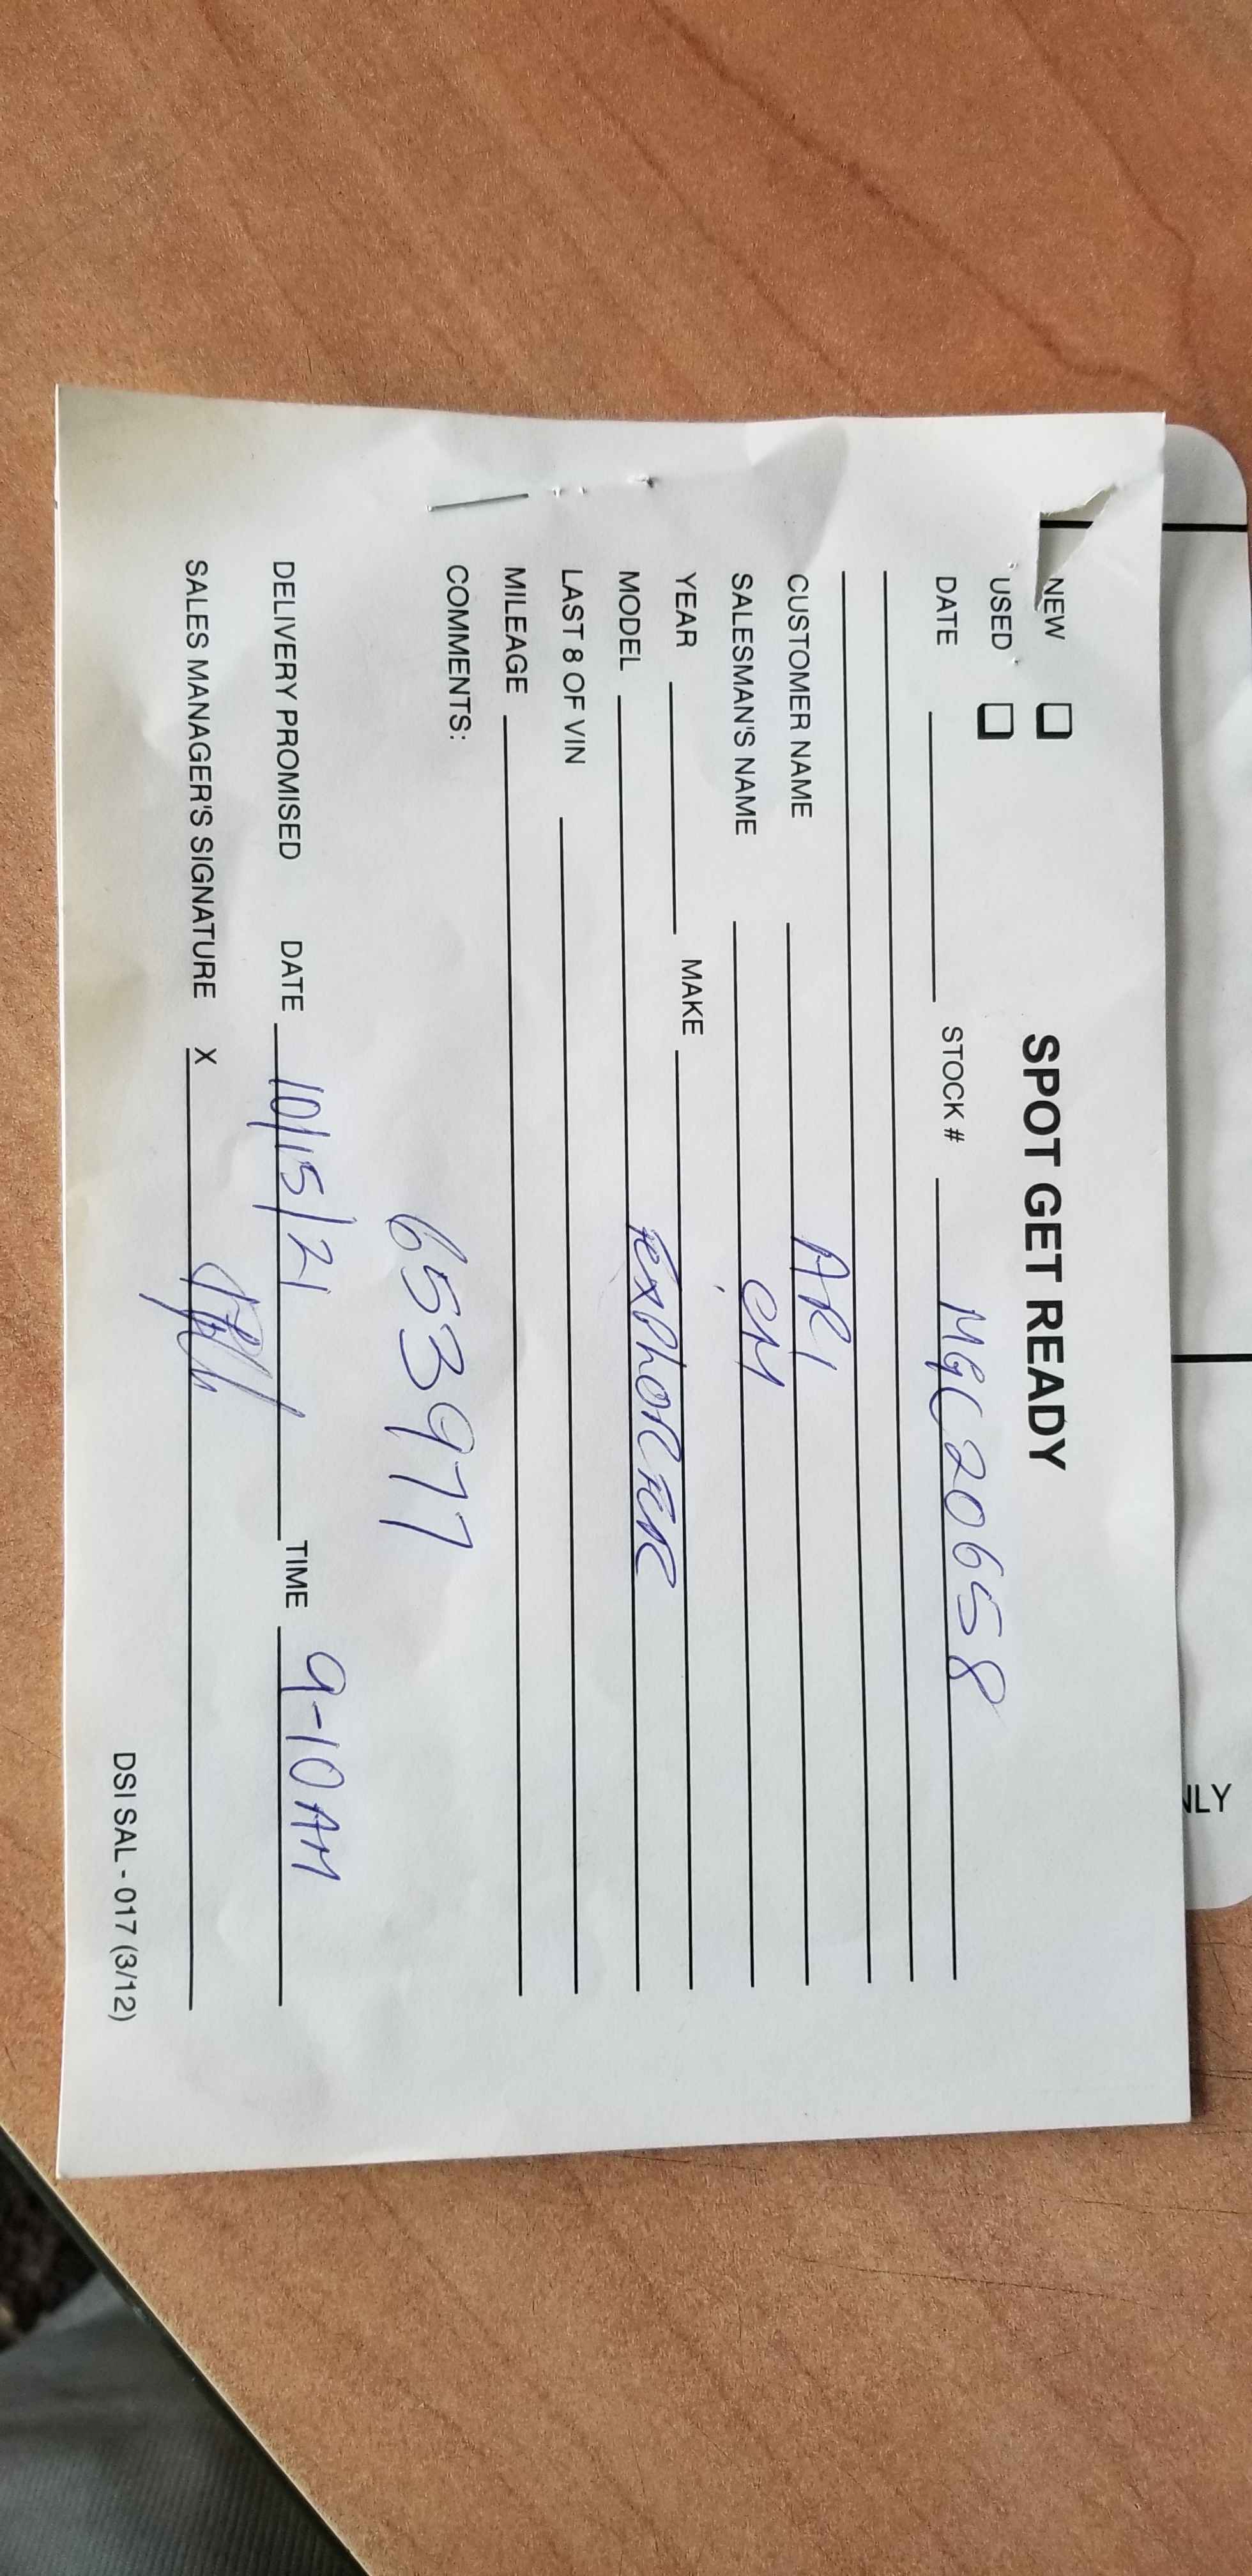 SPOT GET READY
NEW
USED
DATE STOCK # MGC20658
CUSTOMER NAME ARI
SALESMAN'S NAME CM
YEAR MAKE
MODEL exPLORER
LAST 8 OF VIN
MILEAGE
COMMENTS:
653977
DELIVERY PROMISED DATE 10/15/21 TIME 9-10AM
SALES MANAGER'S SIGNATURE X
DSI SAL - 017 (3/12)
NLY